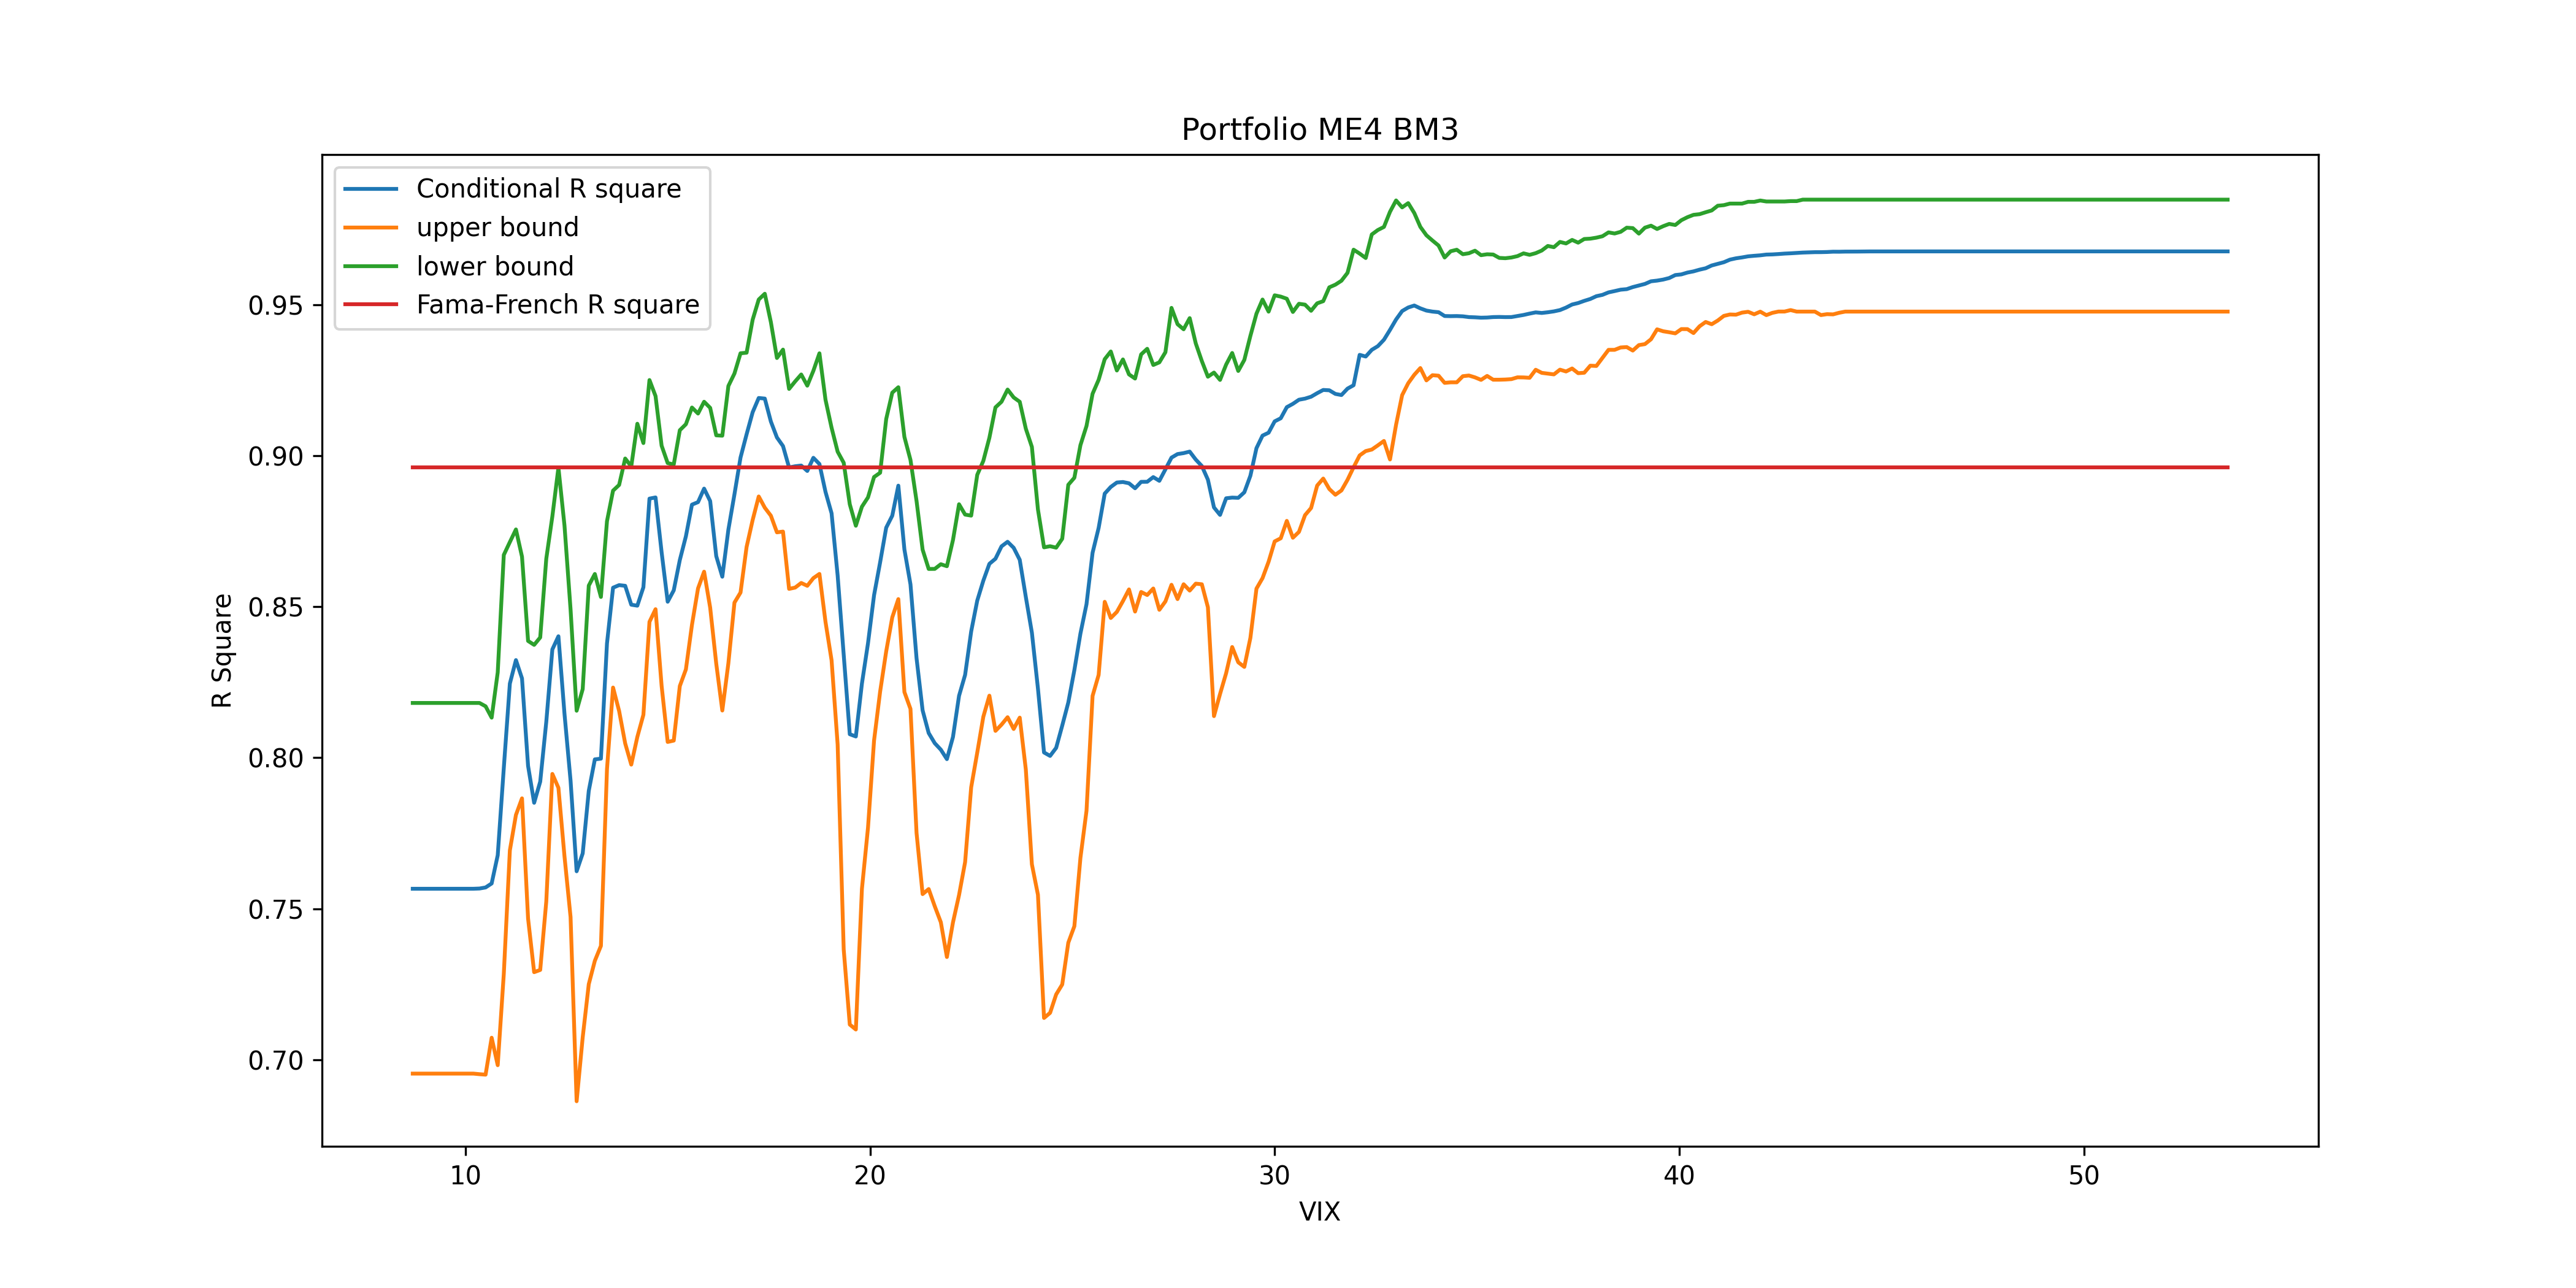 Portfolio ME4 BM3
Conditional R square
upper bound
lower bound
Fama-French R square
0.95
0.90
0.85
0.80
0.75
0.70
R Square
10 20 30 40 50
VIX